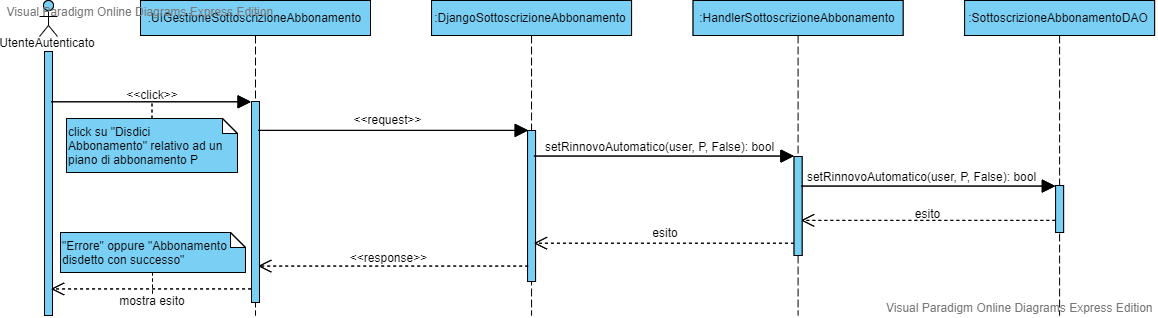 Visual Paradigm Online Diagrams Express Edition
:UIGestioneSottoscrizioneAbbonamento
:DjangoSottoscrizioneAbbonamento
:HandlerSottoscrizioneAbbonamento
:SottoscrizioneAbbonamentoDAO
UtenteAutenticato
<<click>>
click su "Disdici
Abbonamento" relativo ad un
piano di abbonamento P
<<request>>
setRinnovoAutomatico(user, P, False): bool
setRinnovoAutomatico(user, P, False): bool
esito
esito
<<response>>
"Errore" oppure "Abbonamento
disdetto con successo"
mostra esito
Visual Paradigm Online Diagrams Express Edition